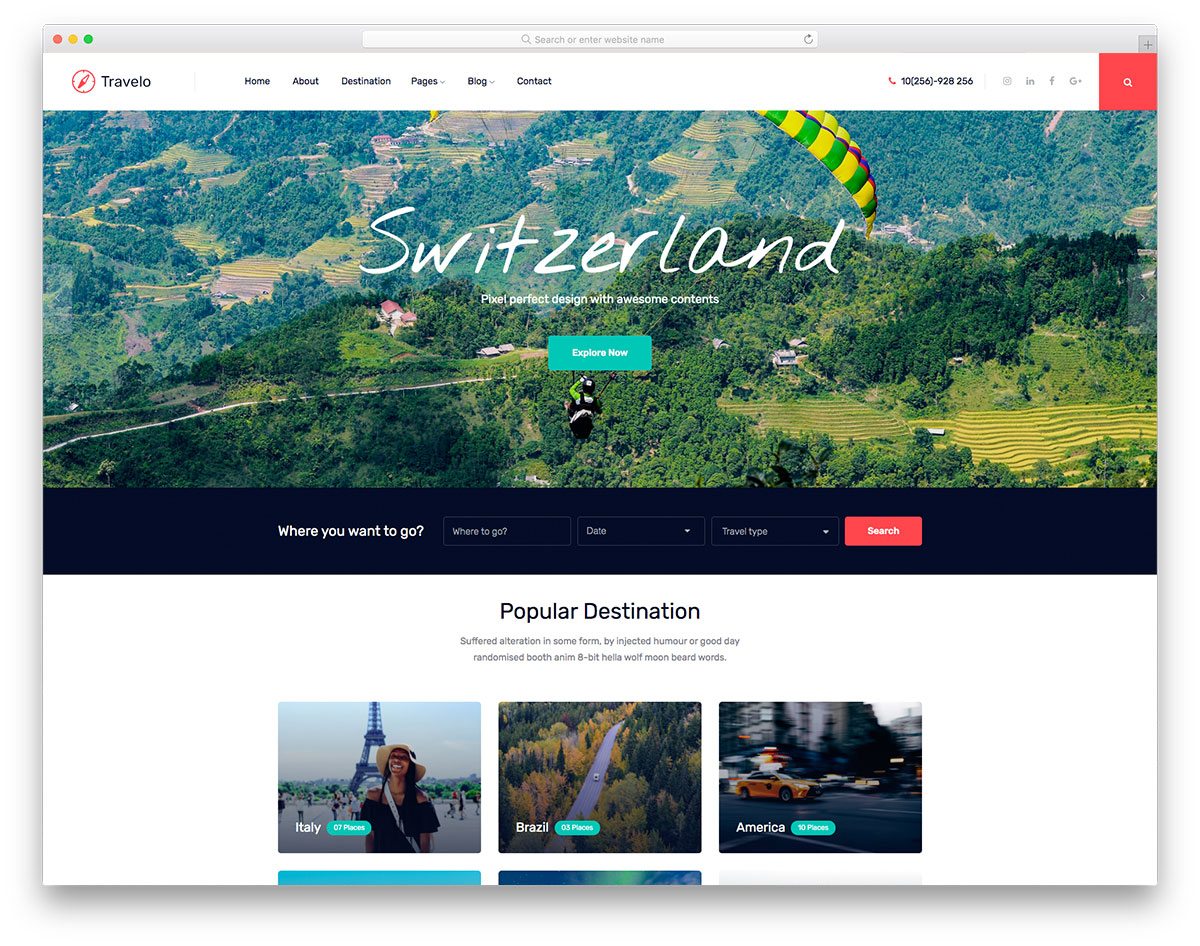 Search or enter website name
Travelo
Home
About
Destination
Pages
Blog
Contact
10(256)-928 256
Switzerland
Pixel perfect design with awesome contents
Explore Now
Where you want to go?
Where to go?
Date
Travel type
Search
Popular Destination
Suffered alteration in some form, by injected humour or good day
randomised booth anim 8-bit hella wolf moon beard words.
Italy
07 Places
Brazil
03 Places
America
10 Places